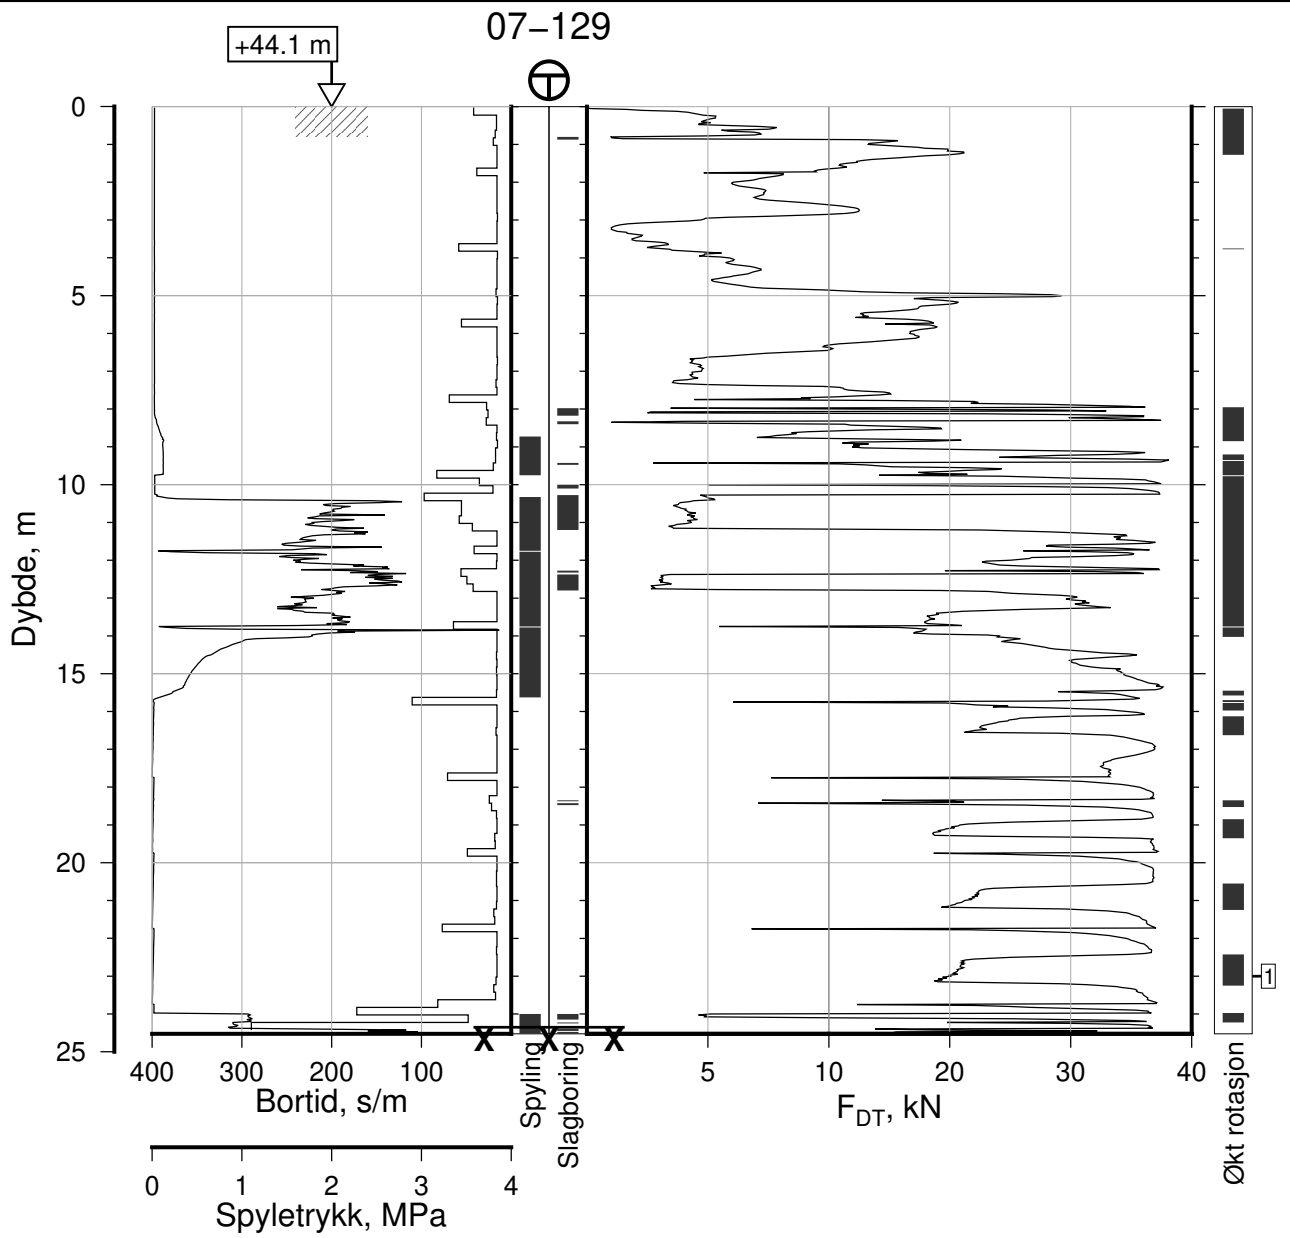 07–129
+44.1 m
0
5
10
15
20
25
Dybde, m
400 300 200 100
Bortid, s/m
0 1 2 3 4
Spyletrykk, MPa
X X X
Spyling
Slagboring
5 10 20 30 40
FDT, kN
1
Økt rotasjon